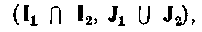 (I₁ ∩ I₂, J₁ ∪ J₂),